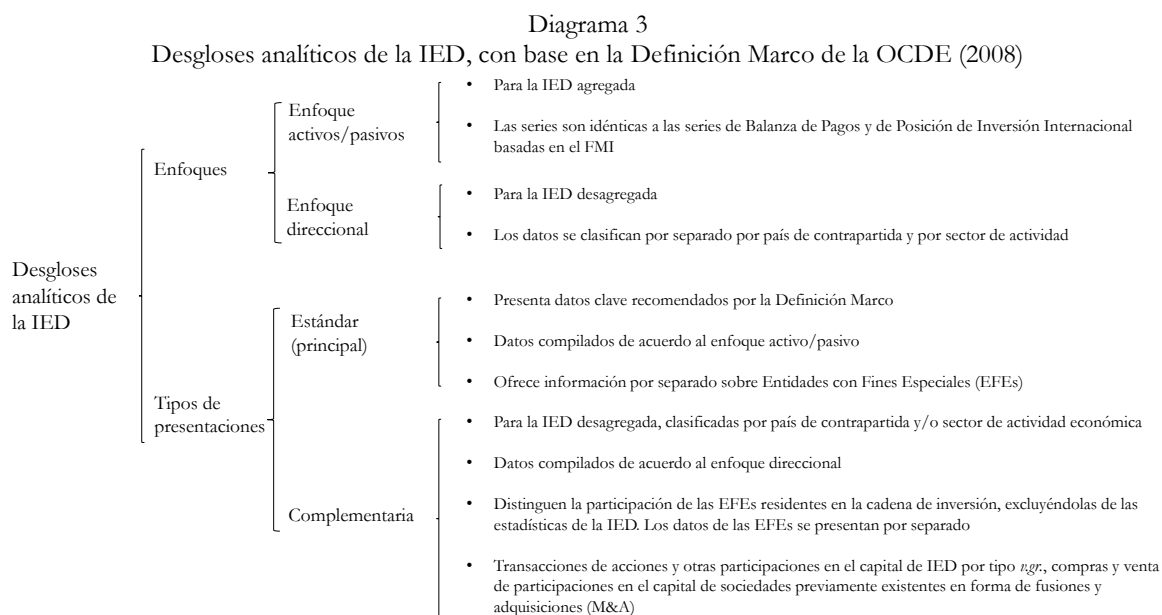 Diagrama 3
Desgloses analíticos de la IED, con base en la Definición Marco de la OCDE (2008)
Desgloses
analíticos de
la IED
Enfoques
Enfoque
activos/pasivos
• Para la IED agregada
• Las series son idénticas a las series de Balanza de Pagos y de Posición de Inversión Internacional
basadas en el FMI
Enfoque
direccional
• Para la IED desagregada
• Los datos se clasifican por separado por país de contrapartida y por sector de actividad
Tipos de
presentaciones
Estándar
(principal)
• Presenta datos clave recomendados por la Definición Marco
• Datos compilados de acuerdo al enfoque activo/pasivo
• Ofrece información por separado sobre Entidades con Fines Especiales (EFEs)
Complementaria
• Para la IED desagregada, clasificadas por país de contrapartida y/o sector de actividad económica
• Datos compilados de acuerdo al enfoque direccional
• Distinguen la participación de las EFEs residentes en la cadena de inversión, excluyéndolas de las
estadísticas de la IED. Los datos de las EFEs se presentan por separado
• Transacciones de acciones y otras participaciones en el capital de IED por tipo v.gr., compras y venta
de participaciones en el capital de sociedades previamente existentes en forma de fusiones y
adquisiciones (M&A)